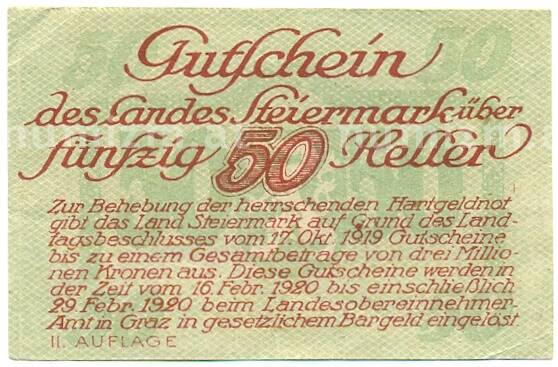 Gutschein
des Landes Steiermark über
fünfzig 50 Heller
Zur Behebung der herrschenden Hartgeldnot
gibt das Land Steiermark auf Grund des Land-
tagsbeschlusses vom 17. Okt. 1919 Gutscheine
bis zu einem Gesamtbetrage von drei Millio-
nen Kronen aus. Diese Gutscheine werden in
der Zeit vom 16. Febr. 1920 bis einschließlich
29. Febr. 1920 beim Landesobereinnehmer-
Amt in Graz in gesetzlichem Bargeld eingelöst.
II. AUFLAGE